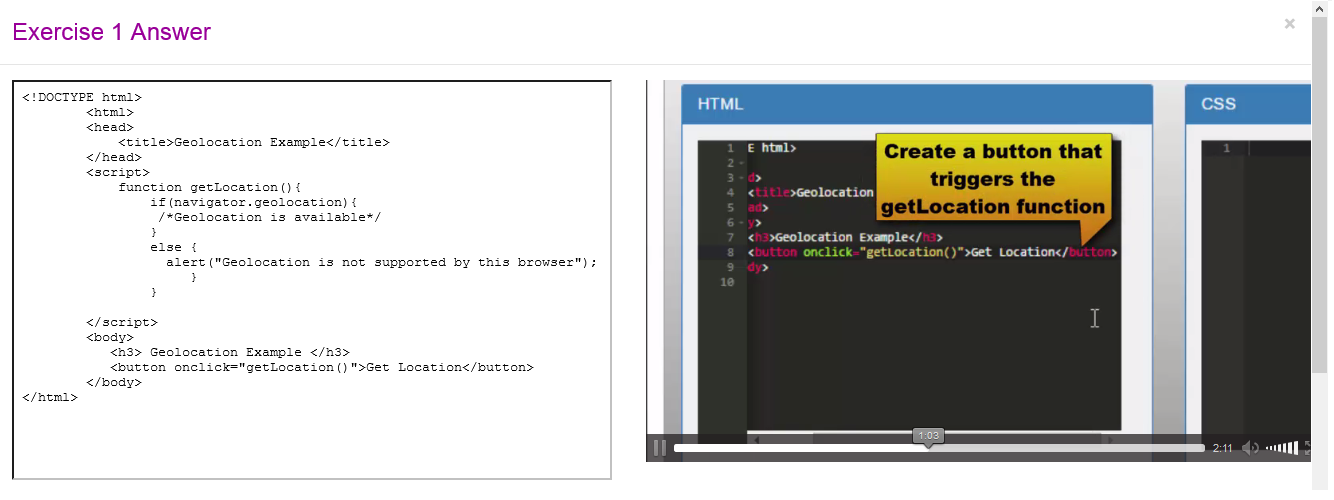 Exercise 1 Answer
×
<!DOCTYPE html>
<html>
<head>
<title>Geolocation Example</title>
</head>
<script>
function getLocation(){
if(navigator.geolocation){
/*Geolocation is available*/
}
else {
alert("Geolocation is not supported by this browser");
}
}
</script>
<body>
<h3> Geolocation Example </h3>
<button onclick="getLocation()">Get Location</button>
</body>
</html>
HTML
1 E html>
2 -
3 - d>
4 <title>Geolocation
5 ad>
6 - y>
7 <h3>Geolocation Example</h3>
8 <button onclick="getLocation()">Get Location</button>
9 dy>
10
Create a button that
triggers the
getLocation function
CSS
1
1:03
2:11